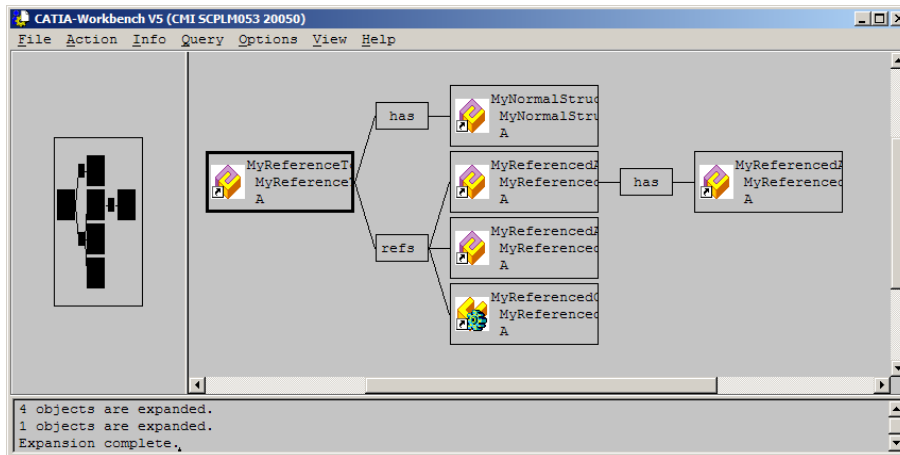 CATIA-Workbench V5 (CMI SCPLM053 20050)
File Action Info Query Options View Help
has
MyNormalStruc
MyNormalStru
A
MyReferenceT
MyReference
A
MyReferencedA
MyReferenced
A
has
MyReferencedA
MyReferenced
A
refs
MyReferencedA
MyReferenced
A
MyReferenced
MyReferenced
A
4 objects are expanded.
1 objects are expanded.
Expansion complete.